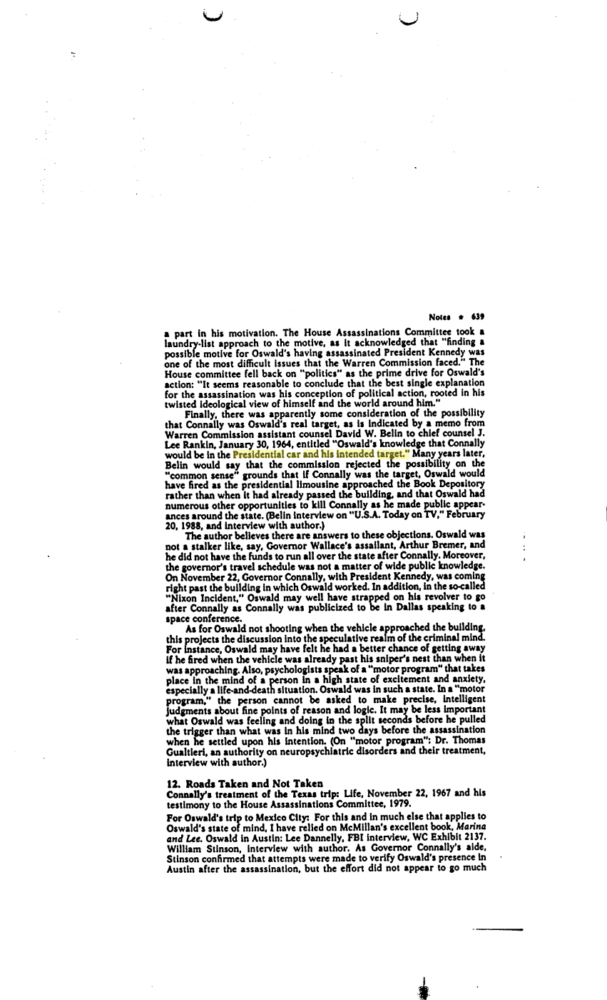 Notes ★ 639
a part in his motivation. The House Assassinations Committee took a
laundry-list approach to the motive, as it acknowledged that "finding a
possible motive for Oswald's having assassinated President Kennedy was
one of the most difficult issues that the Warren Commission faced." The
House committee fell back on "politics" as the prime drive for Oswald's
action: "It seems reasonable to conclude that the best single explanation
for the assassination was his conception of political action, rooted in his
twisted ideological view of himself and the world around him."
Finally, there was apparently some consideration of the possibility
that Connally was Oswald's real target, as is indicated by a memo from
Warren Commission assistant counsel David W. Belin to chief counsel J.
Lee Rankin, January 30, 1964, entitled "Oswald's knowledge that Connally
would be in the Presidential car and his intended target." Many years later,
Belin would say that the commission rejected the possibility on the
"common sense" grounds that if Connally was the target, Oswald would
have fired as the presidential limousine approached the Book Depository
rather than when it had already passed the building, and that Oswald had
numerous other opportunities to kill Connally as he made public appear-
ances around the state. (Belin interview on "U.S.A. Today on TV," February
20, 1988, and interview with author.)
The author believes there are answers to these objections. Oswald was
not a stalker like, say, Governor Wallace's assailant, Arthur Bremer, and
he did not have the funds to run all over the state after Connally. Moreover,
the governor's travel schedule was not a matter of wide public knowledge.
On November 22, Governor Connally, with President Kennedy, was coming
right past the building in which Oswald worked. In addition, in the so-called
"Nixon Incident," Oswald may well have strapped on his revolver to go
after Connally as Connally was publicized to be in Dallas speaking to a
space conference.
As for Oswald not shooting when the vehicle approached the building,
this projects the discussion into the speculative realm of the criminal mind.
For instance, Oswald may have felt he had a better chance of getting away
if he fired when the vehicle was already past his sniper's nest than when it
was approaching. Also, psychologists speak of a "motor program" that takes
place in the mind of a person in a high state of excitement and anxiety,
especially a life-and-death situation. Oswald was in such a state. In a "motor
program," the person cannot be asked to make precise, intelligent
judgments about fine points of reason and logic. It may be less important
what Oswald was feeling and doing in the split seconds before he pulled
the trigger than what was in his mind two days before the assassination
when he settled upon his intention. (On "motor program": Dr. Thomas
Gualtieri, an authority on neuropsychiatric disorders and their treatment,
interview with author.)
12. Roads Taken and Not Taken
Connally's treatment of the Texas trip: Life, November 22, 1967 and his
testimony to the House Assassinations Committee, 1979.
For Oswald's trip to Mexico City: For this and in much else that applies to
Oswald's state of mind, I have relied on McMillan's excellent book, Marina
and Lee. Oswald in Austin: Lee Dannelly, FBI interview, WC Exhibit 2137.
William Stinson, interview with author. As Governor Connally's aide,
Stinson confirmed that attempts were made to verify Oswald's presence in
Austin after the assassination, but the effort did not appear to go much